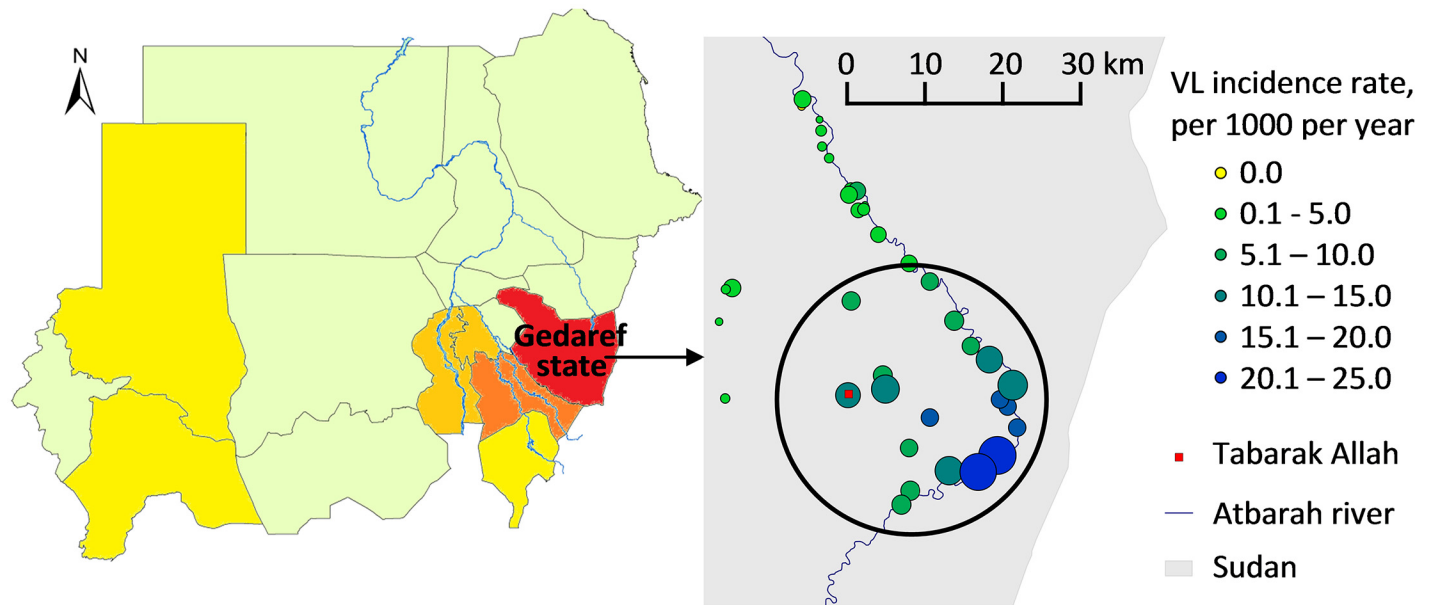 N
Gedaref
state
0 10 20 30 km
VL incidence rate,
per 1000 per year
0.0
0.1 - 5.0
5.1 – 10.0
10.1 – 15.0
15.1 – 20.0
20.1 – 25.0
Tabarak Allah
Atbarah river
Sudan